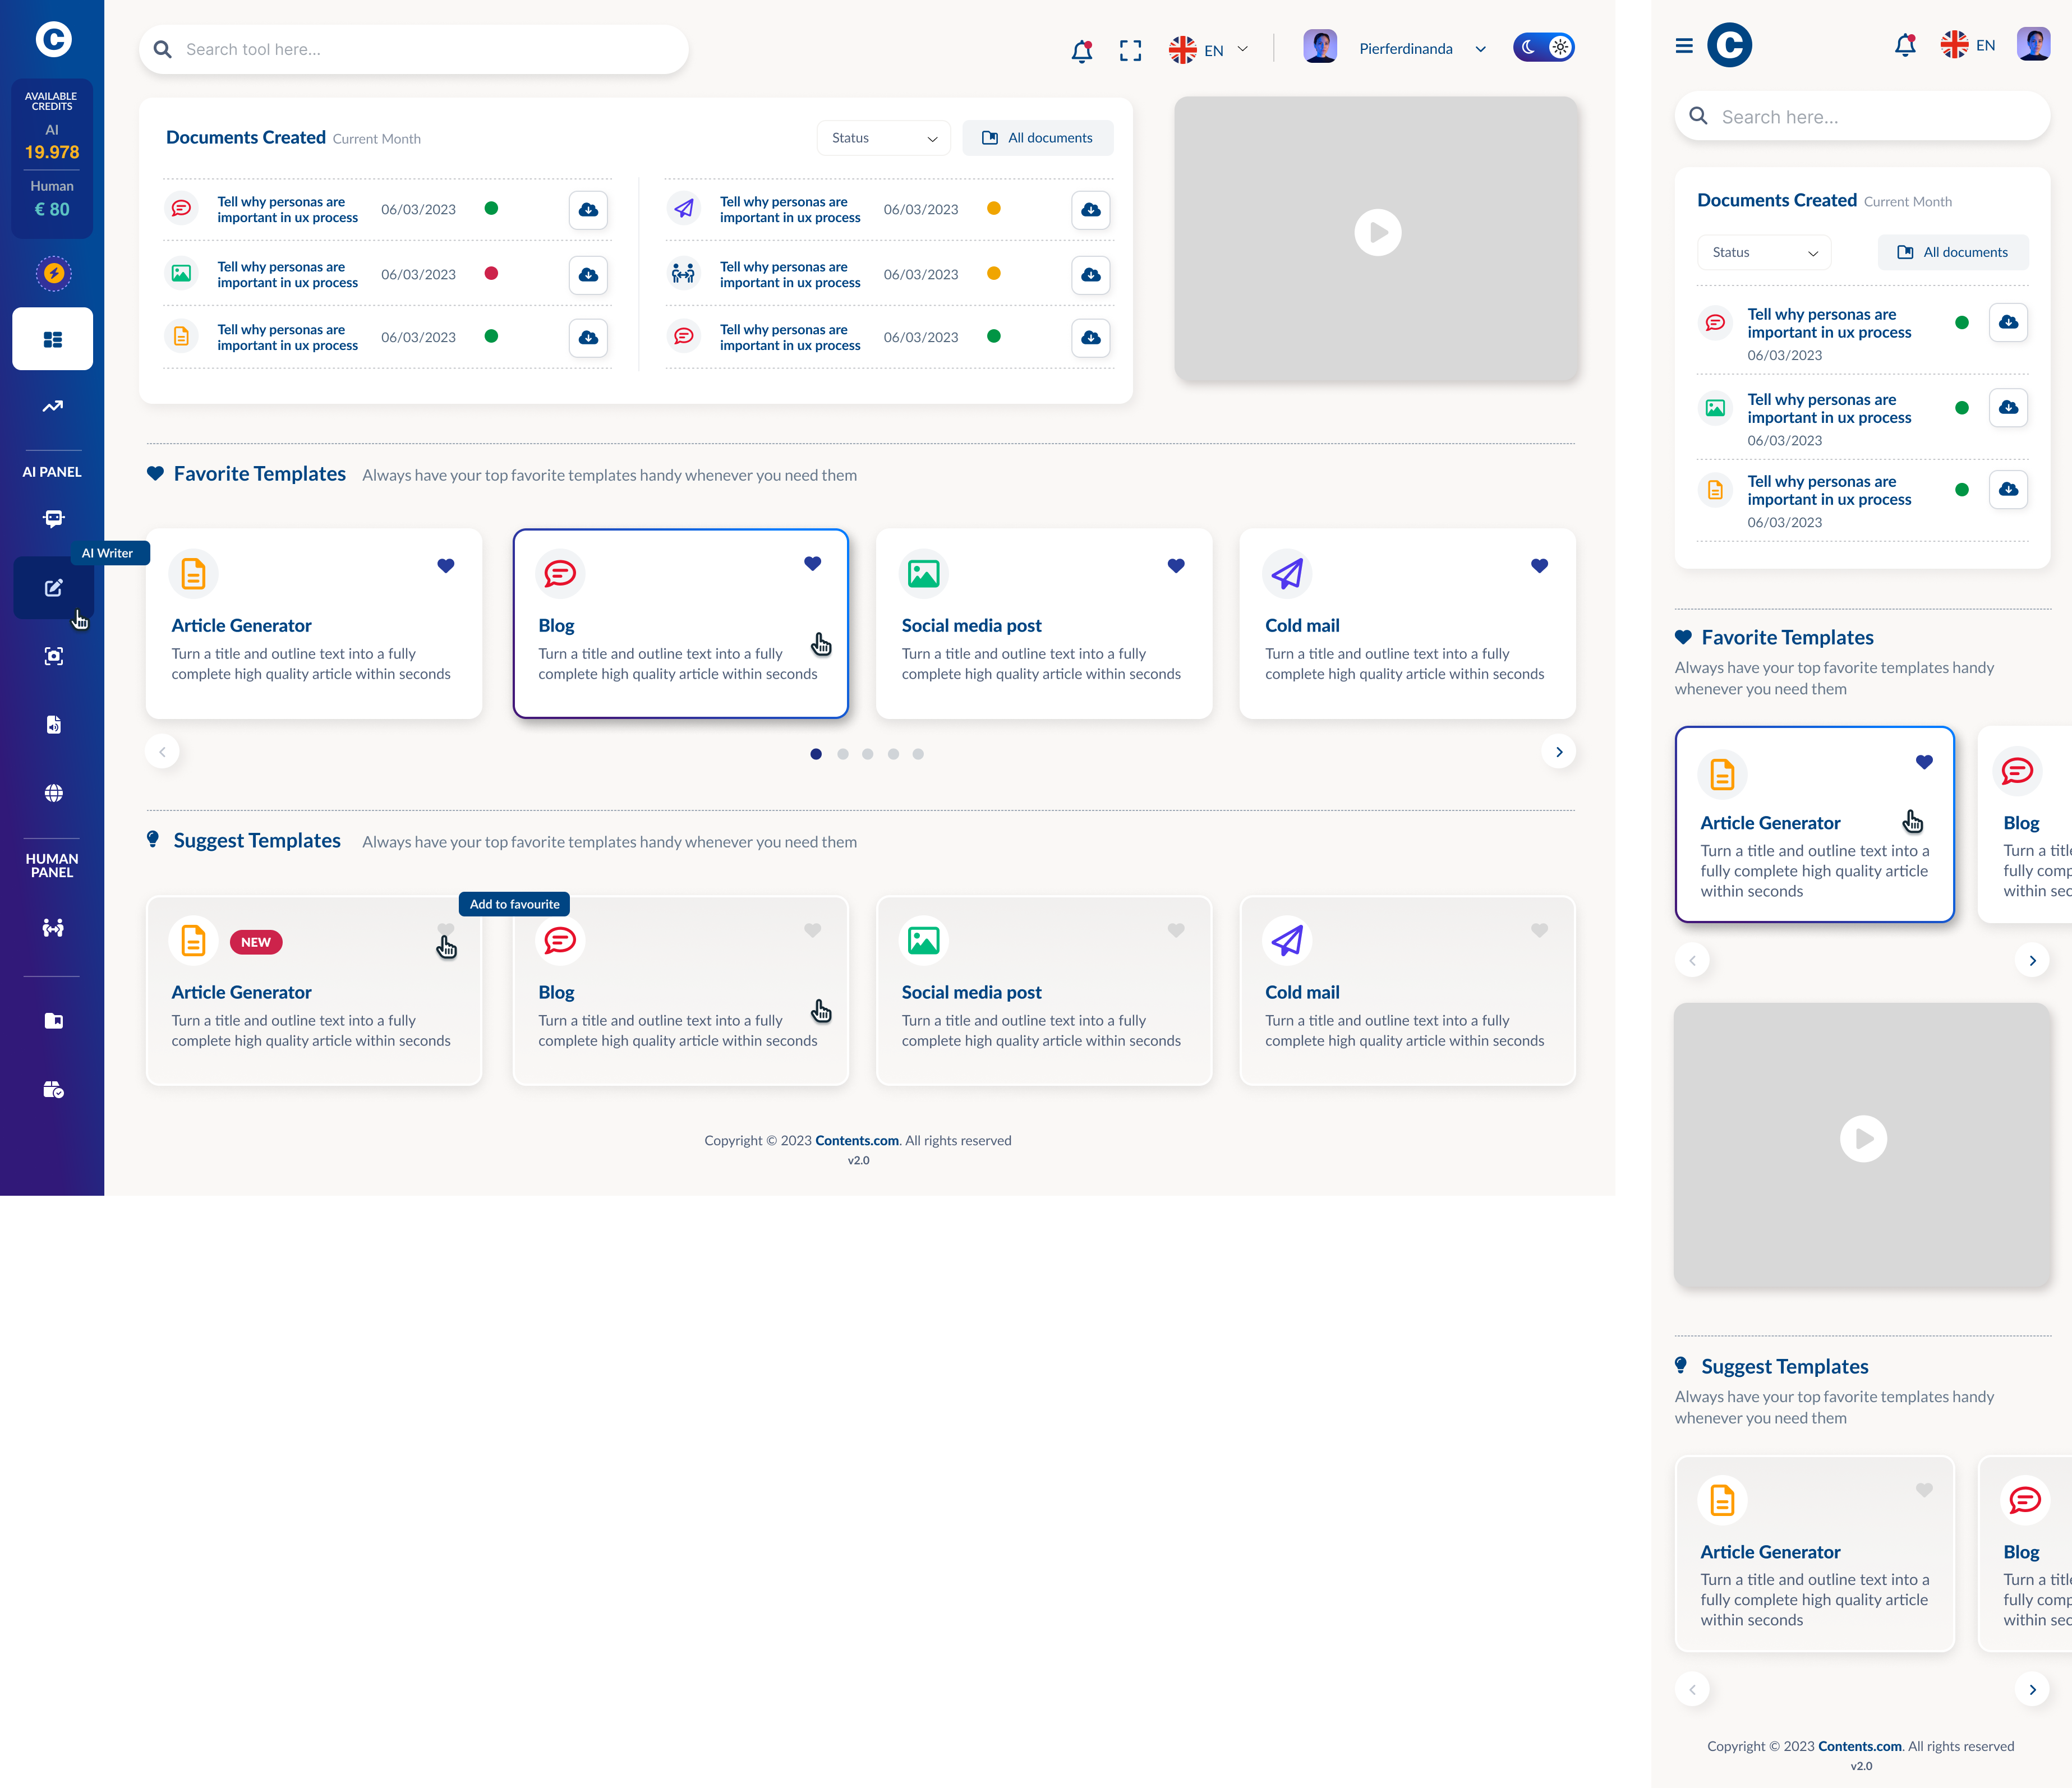 C
AVAILABLE
CREDITS
AI
19.978
Human
€ 80
AI PANEL
AI Writer
HUMAN
PANEL
Search tool here...
EN
Pierferdinanda
Documents Created Current Month
Status
All documents
Tell why personas are
important in ux process
06/03/2023
Tell why personas are
important in ux process
06/03/2023
Tell why personas are
important in ux process
06/03/2023
Tell why personas are
important in ux process
06/03/2023
Tell why personas are
important in ux process
06/03/2023
Tell why personas are
important in ux process
06/03/2023
Favorite Templates Always have your top favorite templates handy whenever you need them
Article Generator
Turn a title and outline text into a fully
complete high quality article within seconds
Blog
Turn a title and outline text into a fully
complete high quality article within seconds
Social media post
Turn a title and outline text into a fully
complete high quality article within seconds
Cold mail
Turn a title and outline text into a fully
complete high quality article within seconds
Suggest Templates Always have your top favorite templates handy whenever you need them
Add to favourite
NEW
Article Generator
Turn a title and outline text into a fully
complete high quality article within seconds
Blog
Turn a title and outline text into a fully
complete high quality article within seconds
Social media post
Turn a title and outline text into a fully
complete high quality article within seconds
Cold mail
Turn a title and outline text into a fully
complete high quality article within seconds
Copyright © 2023 Contents.com. All rights reserved
v2.0
C
EN
Search here...
Documents Created Current Month
Status
All documents
Tell why personas are
important in ux process
06/03/2023
Tell why personas are
important in ux process
06/03/2023
Tell why personas are
important in ux process
06/03/2023
Favorite Templates
Always have your top favorite templates handy
whenever you need them
Article Generator
Turn a title and outline text into a
fully complete high quality article
within seconds
Blog
Turn a
fully
within
Suggest Templates
Always have your top favorite templates handy
whenever you need them
Article Generator
Turn a title and outline text into a
fully complete high quality article
within seconds
Blog
Turn a
fully
within
Copyright © 2023 Contents.com. All rights reserved
v2.0